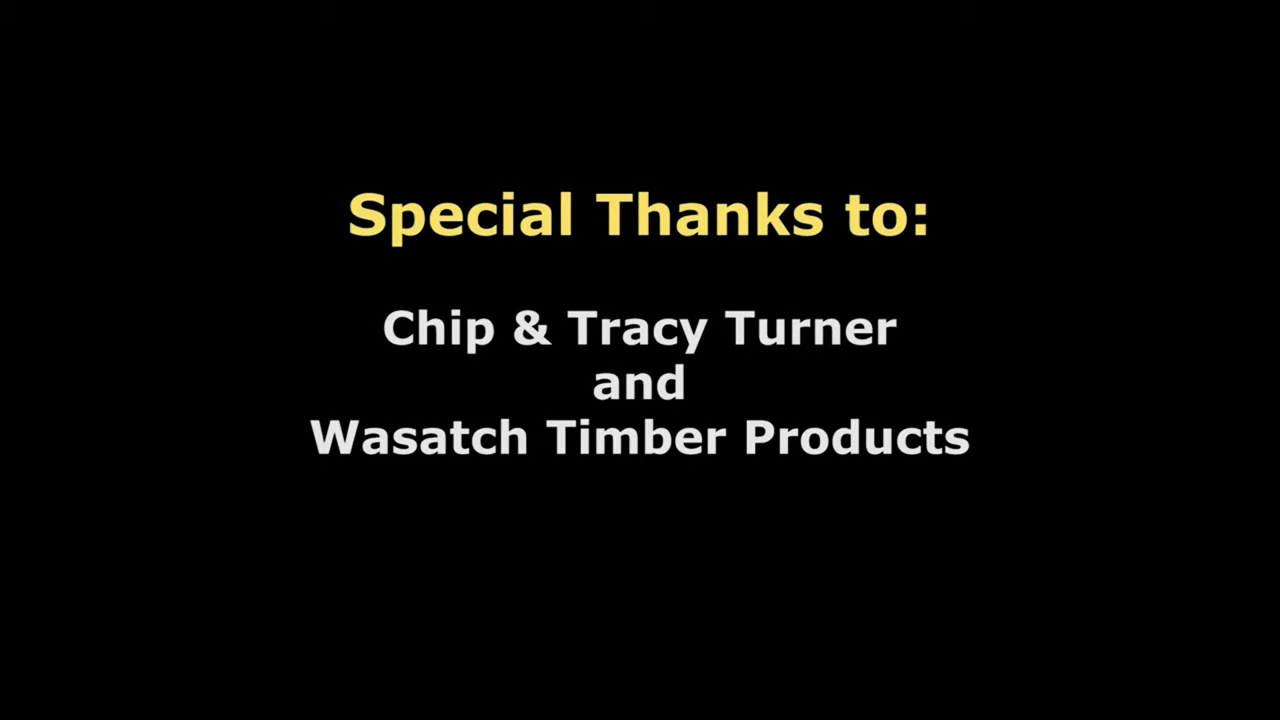 Special Thanks to:
Chip & Tracy Turner
and
Wasatch Timber Products